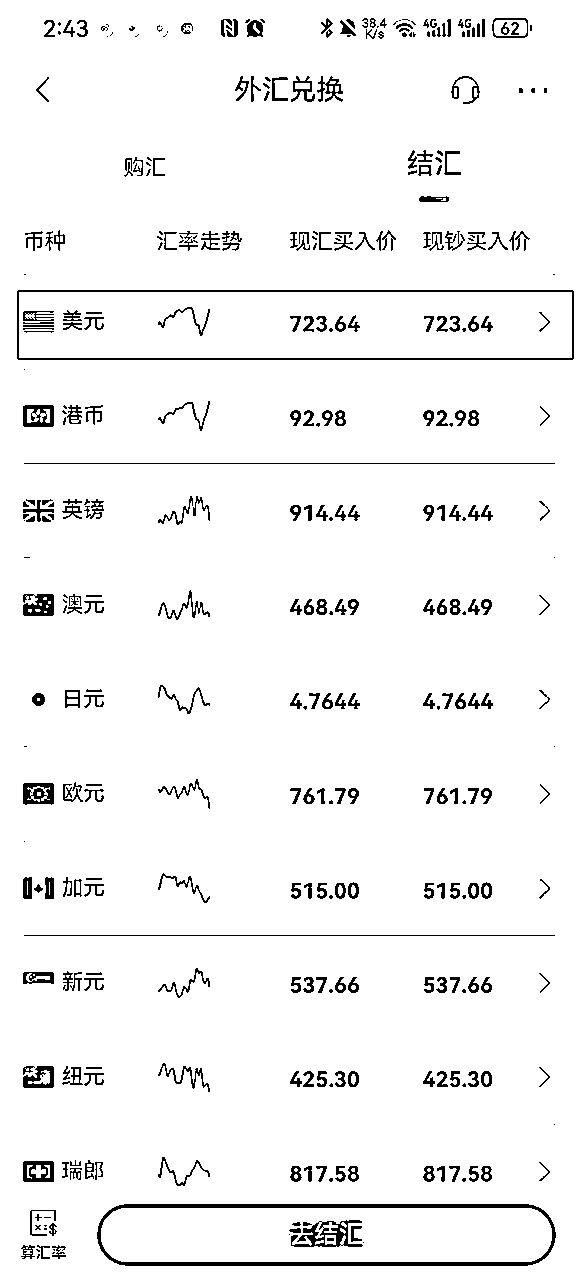 2:43 38.4 K/s 4G 4G 62
外汇兑换
购汇 结汇
币种 汇率走势 现汇买入价 现钞买入价
美元 723.64 723.64
港币 92.98 92.98
英镑 914.44 914.44
澳元 468.49 468.49
日元 4.7644 4.7644
欧元 761.79 761.79
加元 515.00 515.00
新元 537.66 537.66
纽元 425.30 425.30
瑞郎 817.58 817.58
算汇率 去结汇